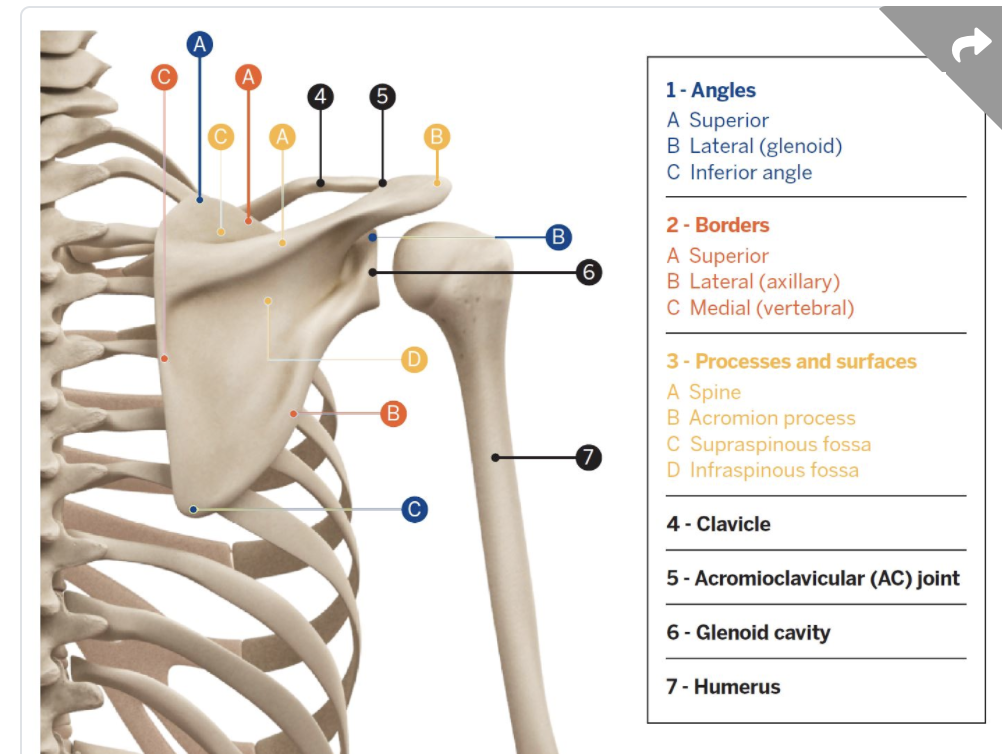 A
C
A
4
5
C
A
B
B
6
D
B
7
C
1 - Angles
A Superior
B Lateral (glenoid)
C Inferior angle
2 - Borders
A Superior
B Lateral (axillary)
C Medial (vertebral)
3 - Processes and surfaces
A Spine
B Acromion process
C Supraspinous fossa
D Infraspinous fossa
4 - Clavicle
5 - Acromioclavicular (AC) joint
6 - Glenoid cavity
7 - Humerus